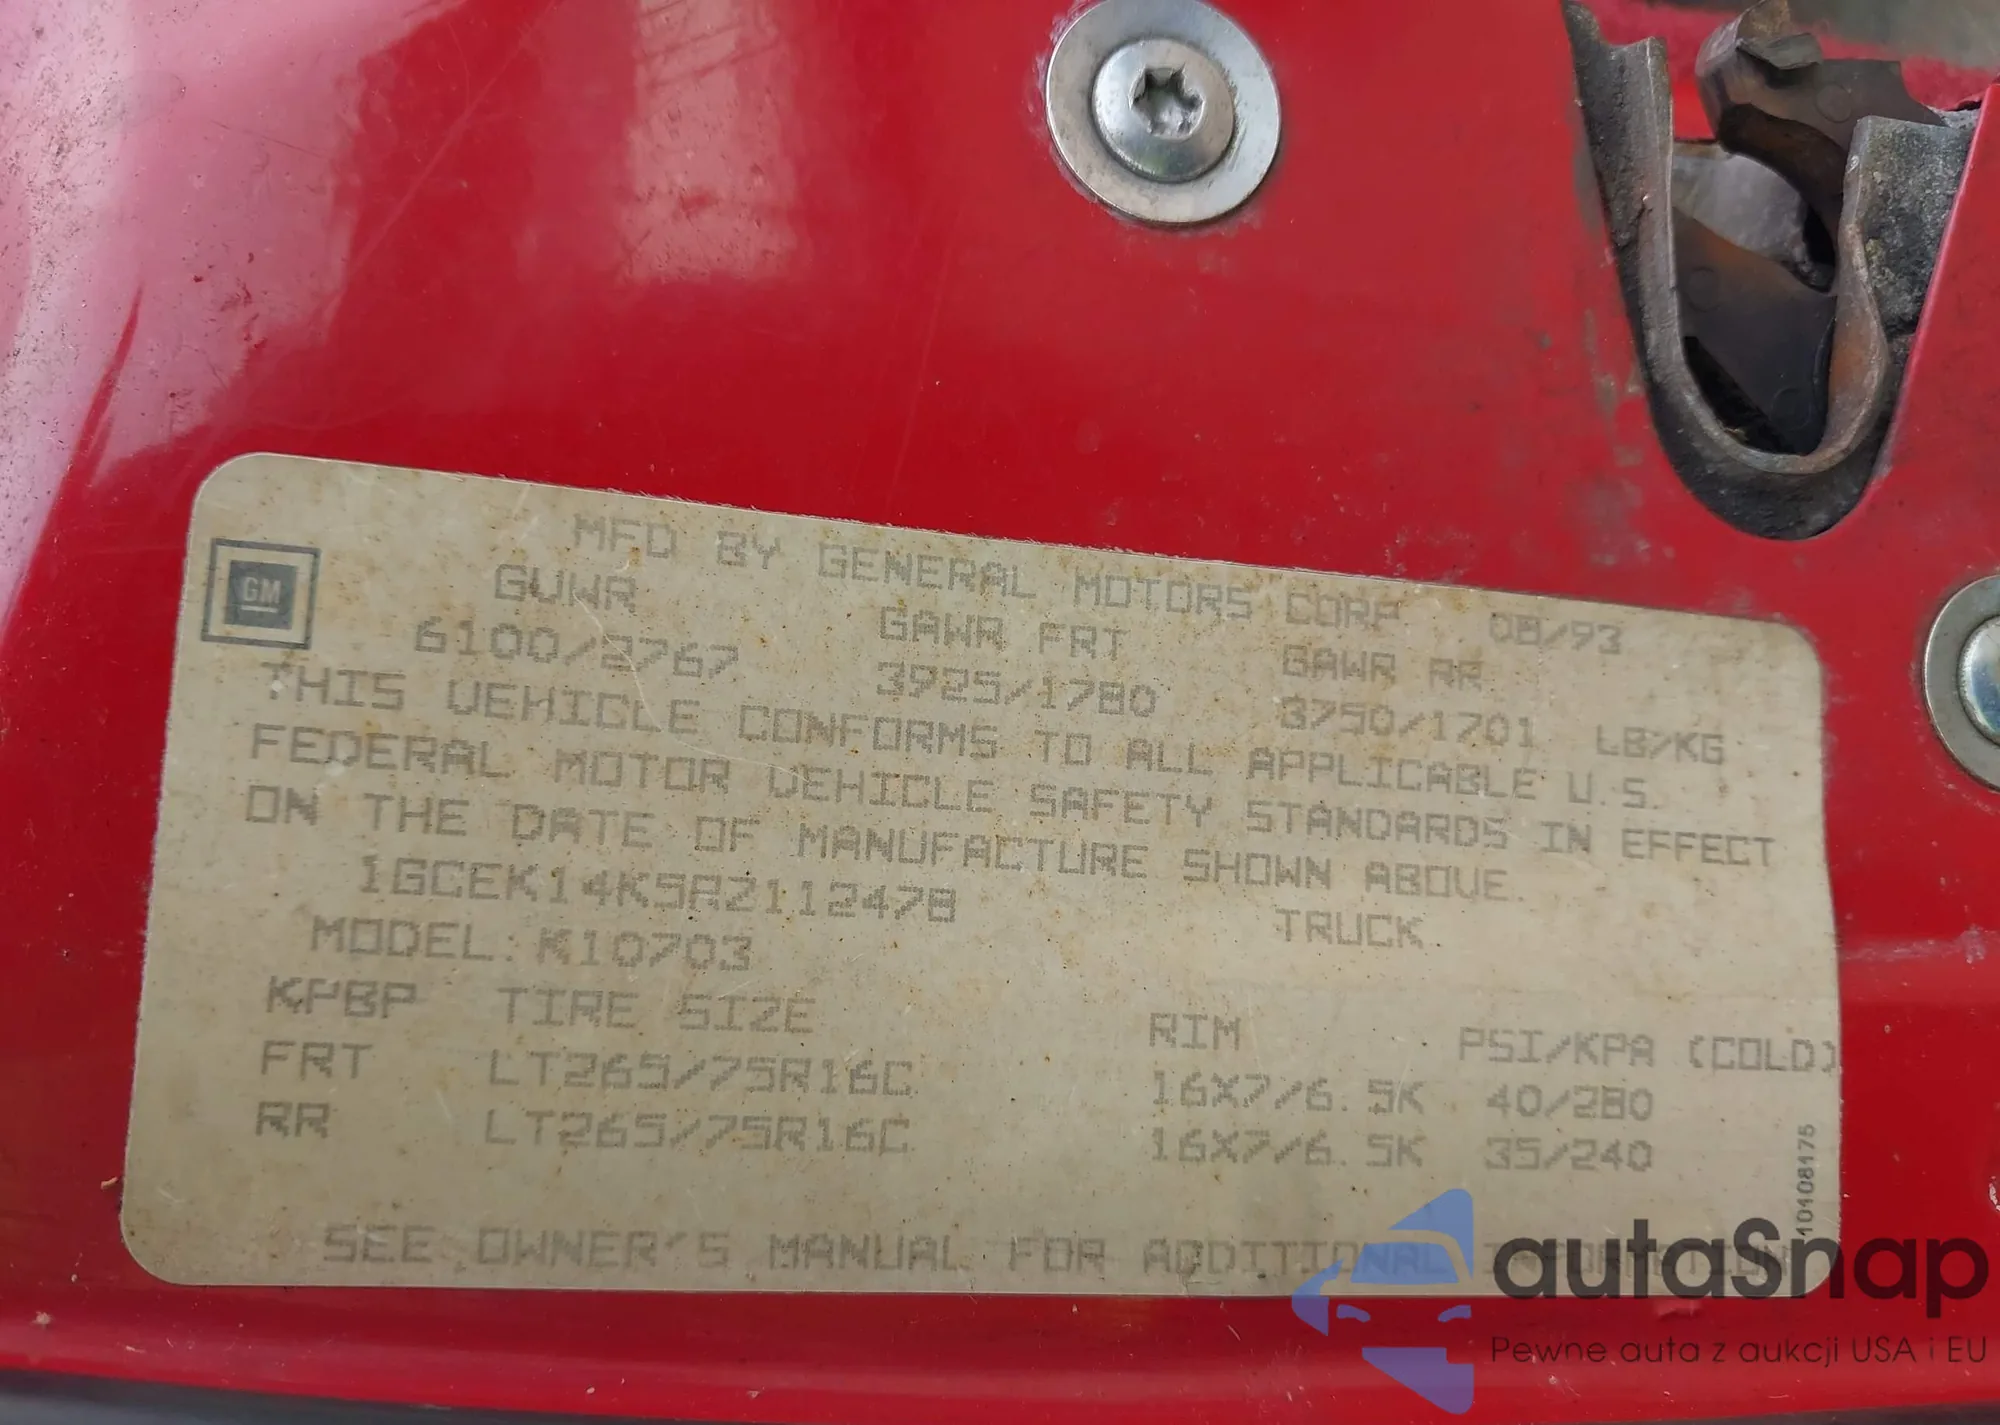 GM
MFD BY GENERAL MOTORS CORP 08/93
GVWR GAWR FRT GAWR RR
6100/2767 3925/1780 3750/1701 LB/KG
THIS VEHICLE CONFORMS TO ALL APPLICABLE U.S.
FEDERAL MOTOR VEHICLE SAFETY STANDARDS IN EFFECT
ON THE DATE OF MANUFACTURE SHOWN ABOVE.
1GCEK14K5RZ112478 TRUCK
MODEL: K10703
KPBP TIRE SIZE RIM PSI/KPA (COLD)
FRT LT265/75R16C 16X7/6.5K 40/280
RR LT265/75R16C 16X7/6.5K 35/240
SEE OWNER'S MANUAL FOR ADDITIONAL INFORMATION
10108175
autaSnap
Pewne auta z aukcji USA i EU